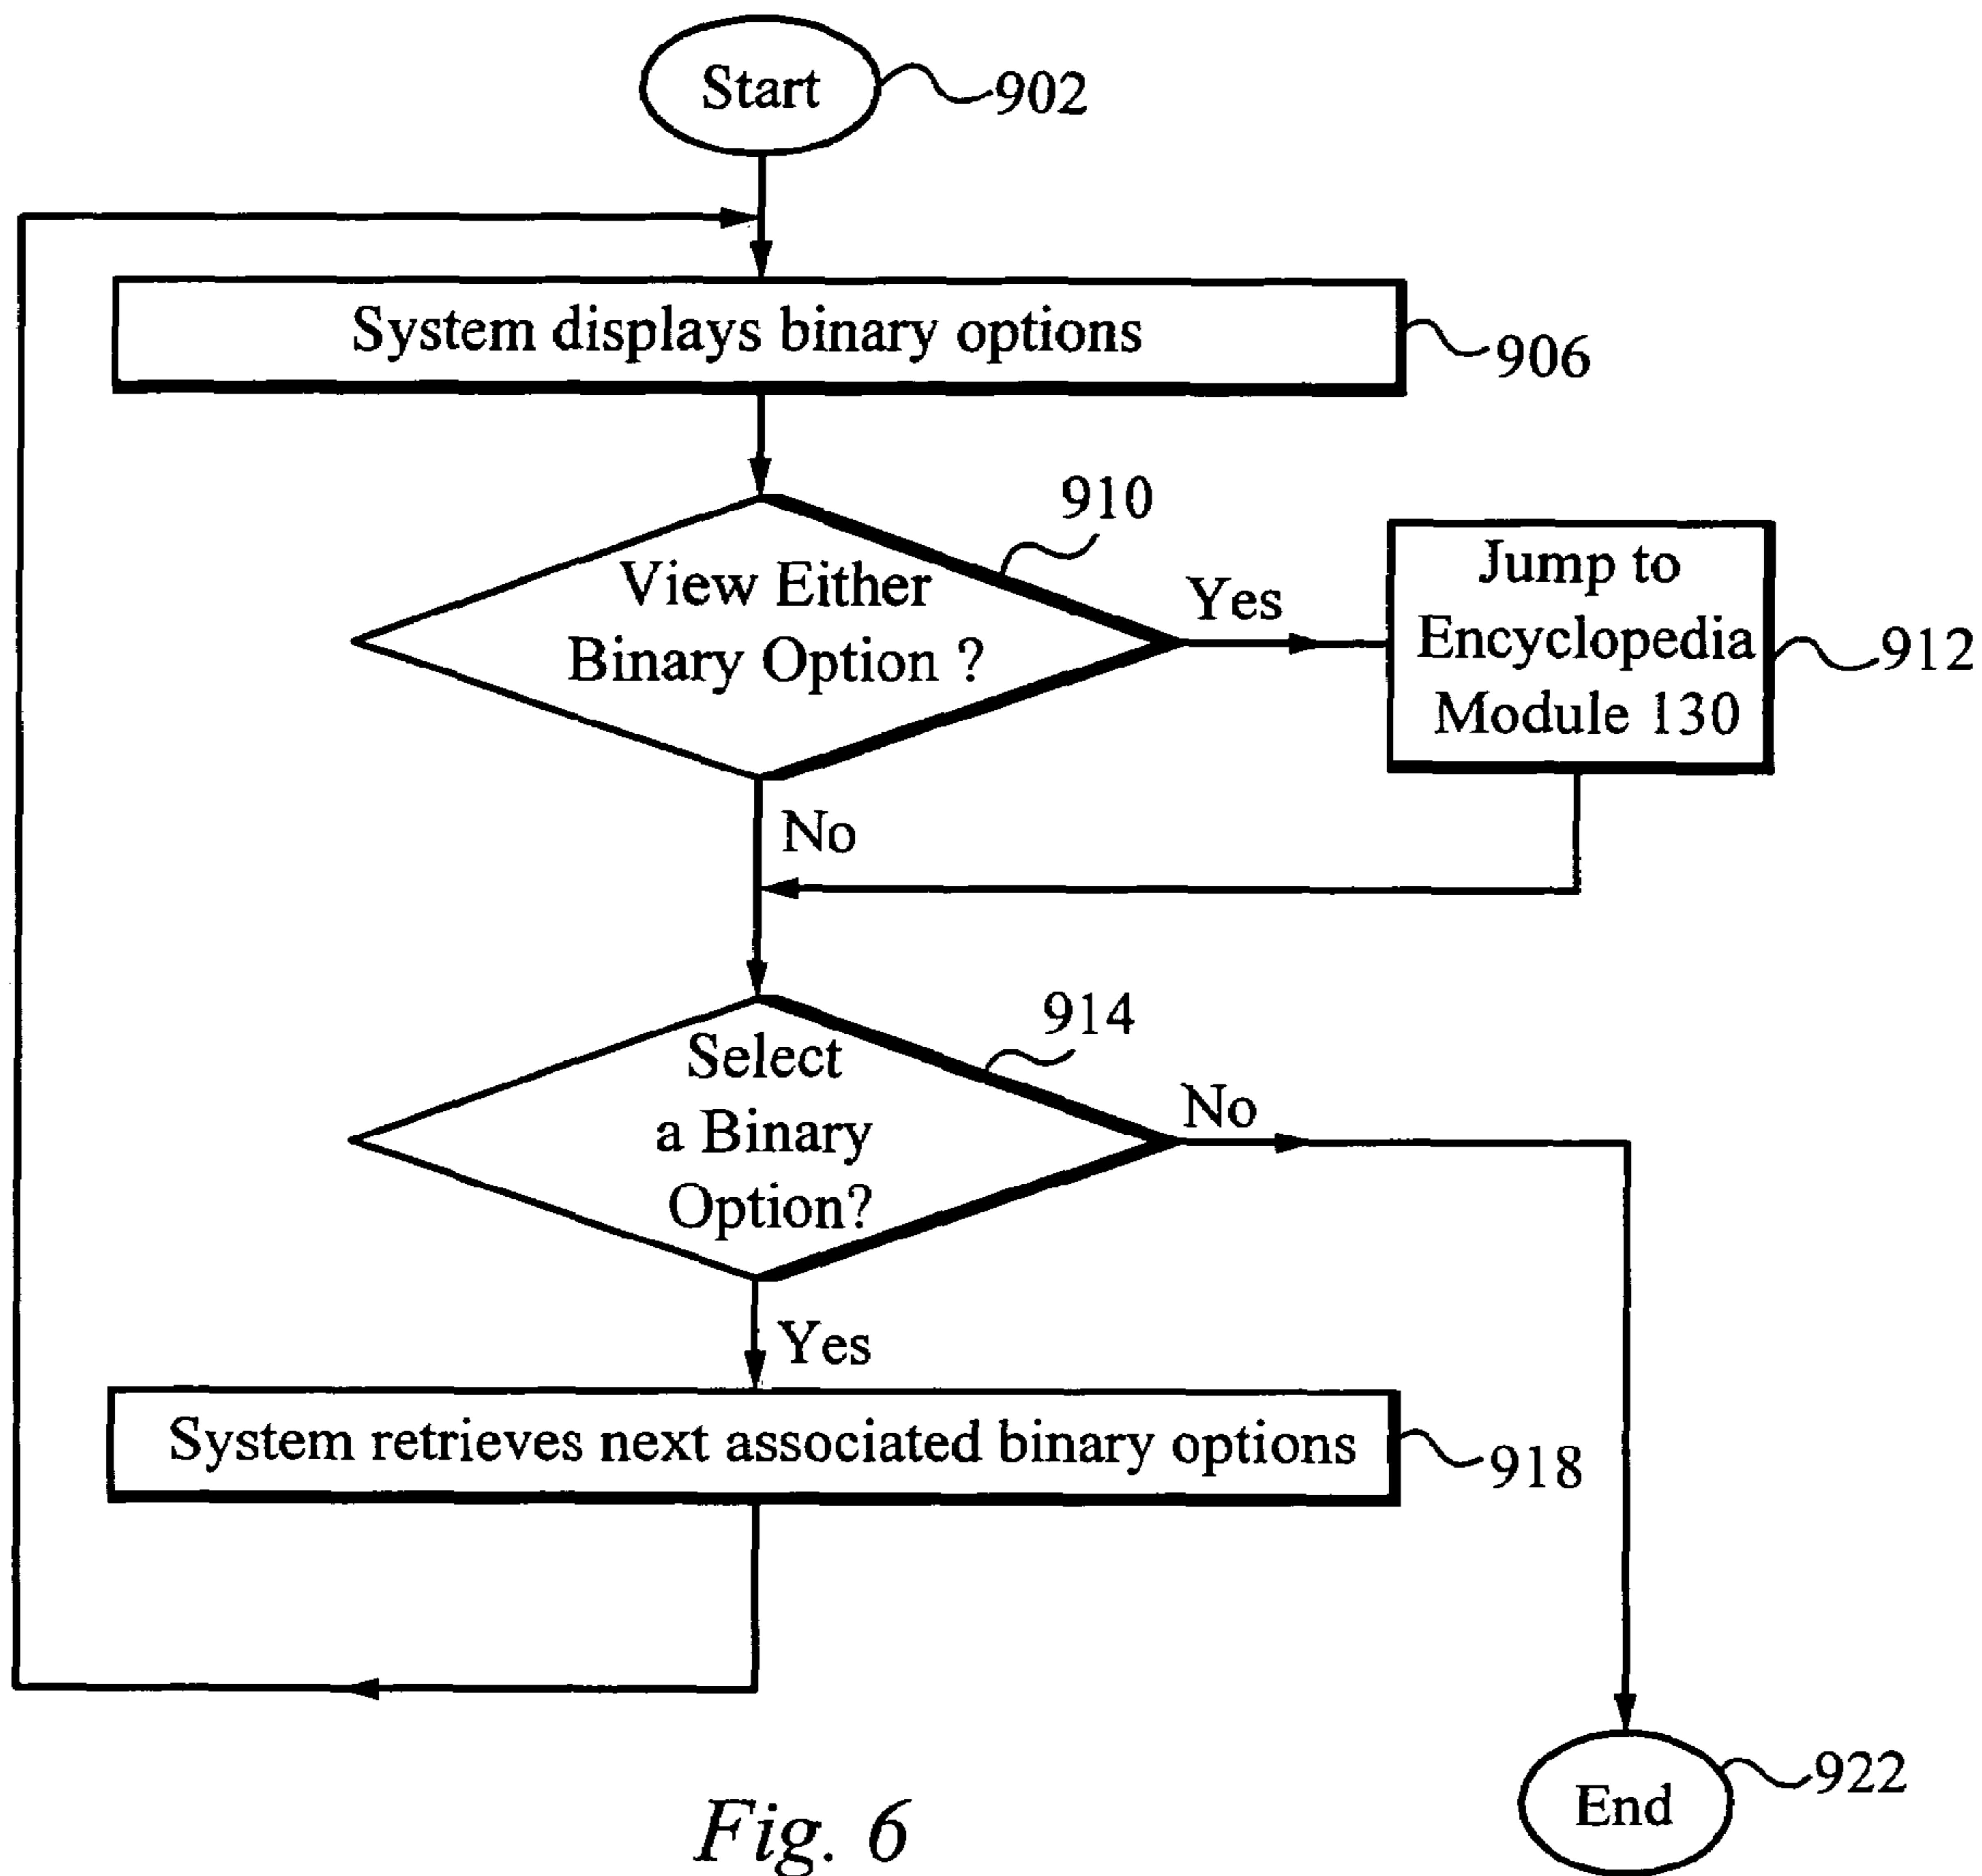 Start
902
System displays binary options
906
910
View Either
Binary Option ?
Yes
Jump to
Encyclopedia
Module 130
912
No
914
Select
a Binary
Option?
No
Yes
System retrieves next associated binary options
918
End
922
Fig. 6